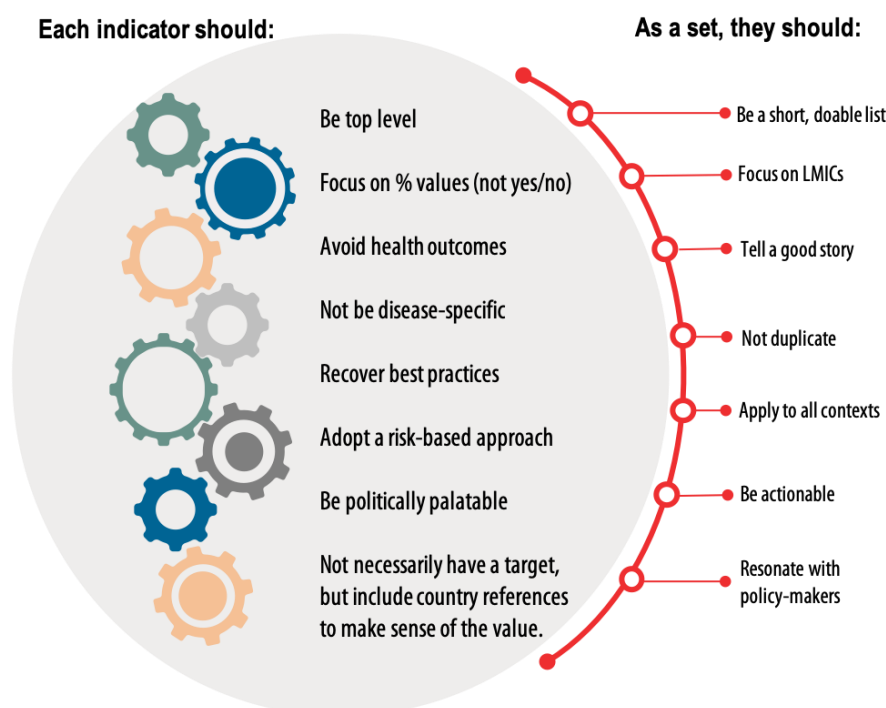 Each indicator should:
Be top level
Focus on % values (not yes/no)
Avoid health outcomes
Not be disease-specific
Recover best practices
Adopt a risk-based approach
Be politically palatable
Not necessarily have a target,
but include country references
to make sense of the value.
As a set, they should:
Be a short, doable list
Focus on LMICs
Tell a good story
Not duplicate
Apply to all contexts
Be actionable
Resonate with
policy-makers